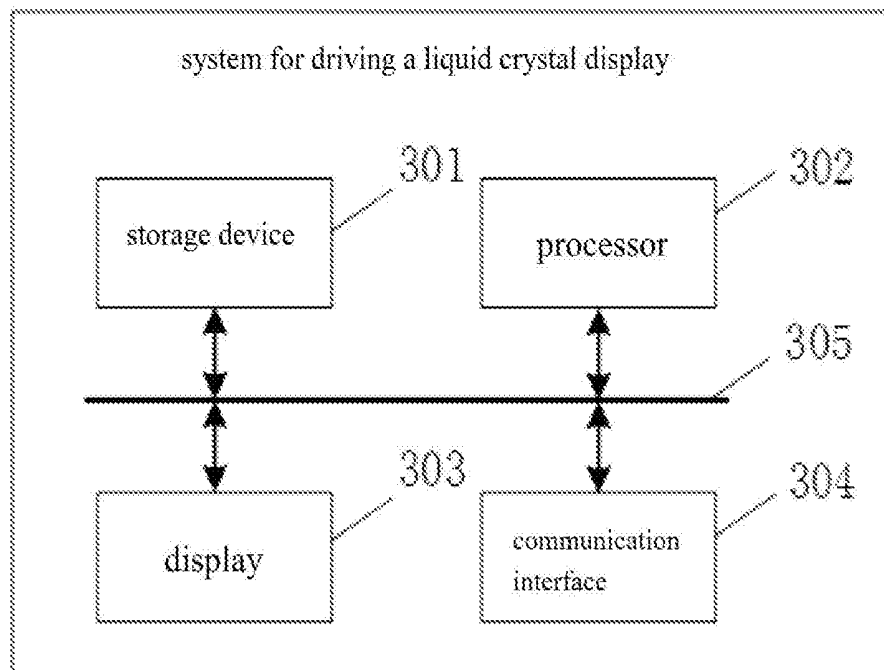 system for driving a liquid crystal display
301
302
storage device
processor
305
303
304
display
communication
interface